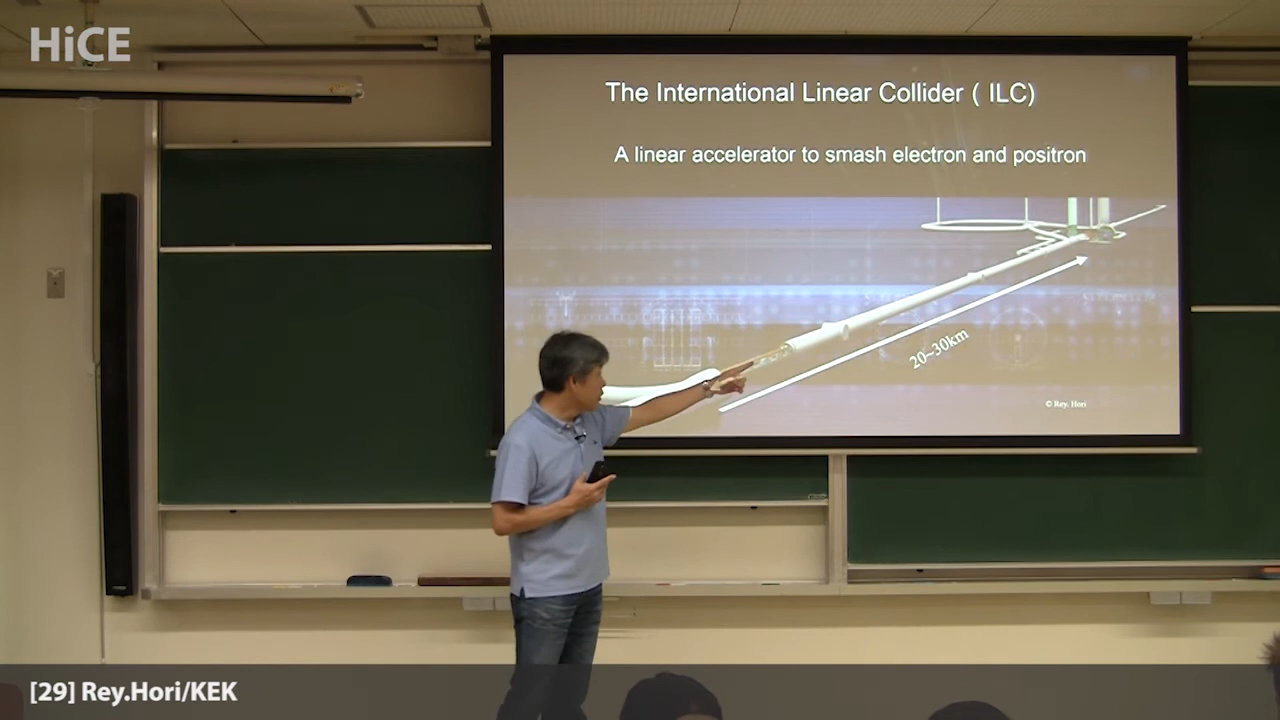 HiCE
The International Linear Collider ( ILC)
A linear accelerator to smash electron and positron
20~30km
© Rey. Hori
[29] Rey.Hori/KEK